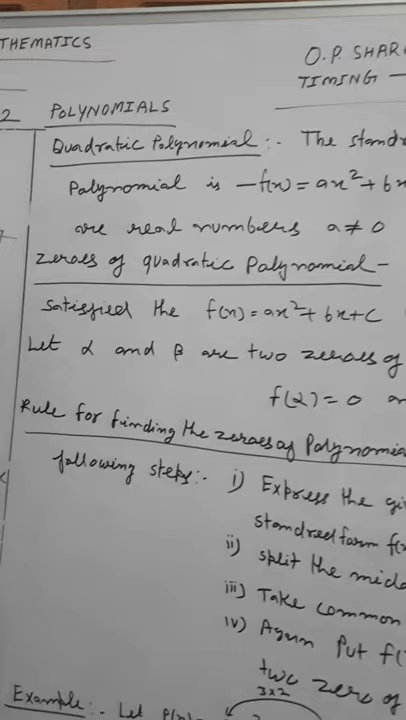 THEMATICS
O.P. SHAR
TIMING -
2 POLYNOMIALS
Quadratic Polynomial :- The stand
Polynomial is - f(x) = ax² + bx
are real numbers a ≠ 0
zeroes of quadratic Polynomial -
satisfied the f(x) = ax² + bx + c
Let α and β are two zeroes of
f(α) = 0 an
Rule for finding the zeroes of Polynomia
following steps :- i) Express the gi
standred form f(x
ii) split the midd
iii) Take common
iv) Again Put f(
two zero of
3x2
Example :- Let P(x)